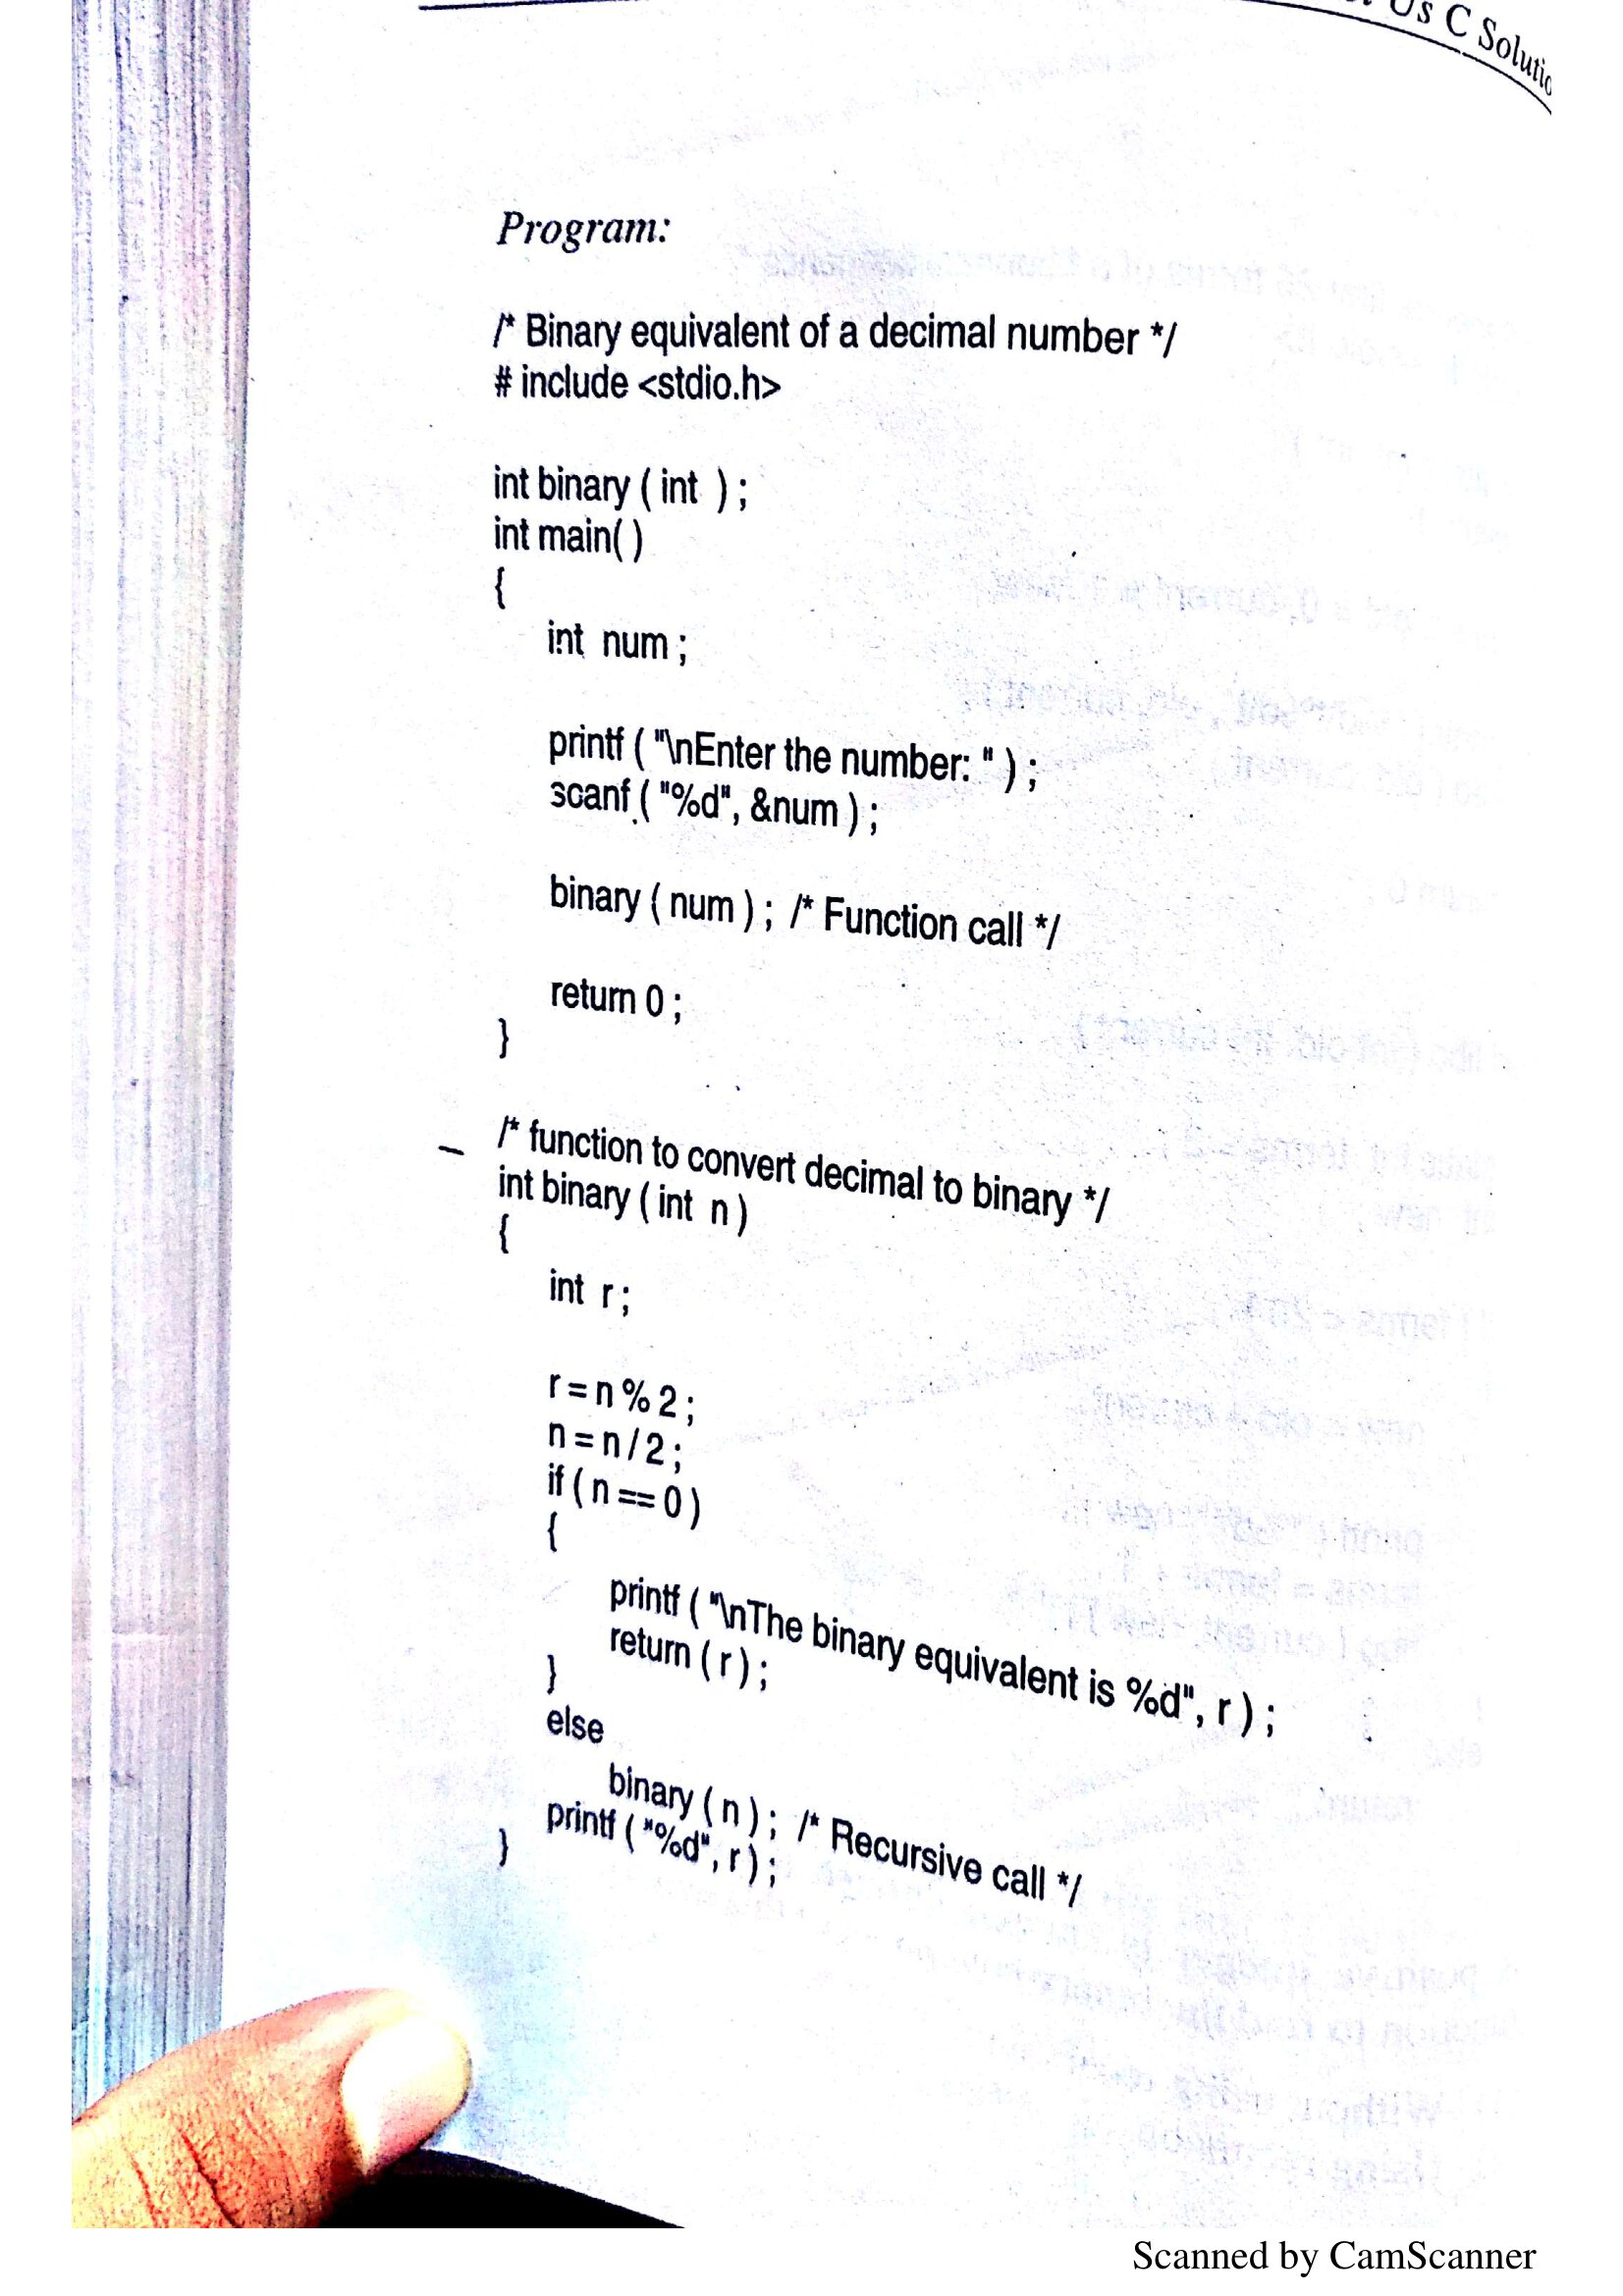 Us C Solutio
Program:
/* Binary equivalent of a decimal number */
# include <stdio.h>
int binary ( int ) ;
int main( )
{
int num ;
printf ( "\nEnter the number: " ) ;
scanf ( "%d", &num ) ;
binary ( num ) ; /* Function call */
return 0 ;
}
/* function to convert decimal to binary */
int binary ( int n )
{
int r ;
r = n % 2 ;
n = n / 2 ;
if ( n == 0 )
{
printf ( "\nThe binary equivalent is %d", r ) ;
return ( r ) ;
}
else
binary ( n ) ; /* Recursive call */
printf ( "%d", r ) ;
}
Scanned by CamScanner